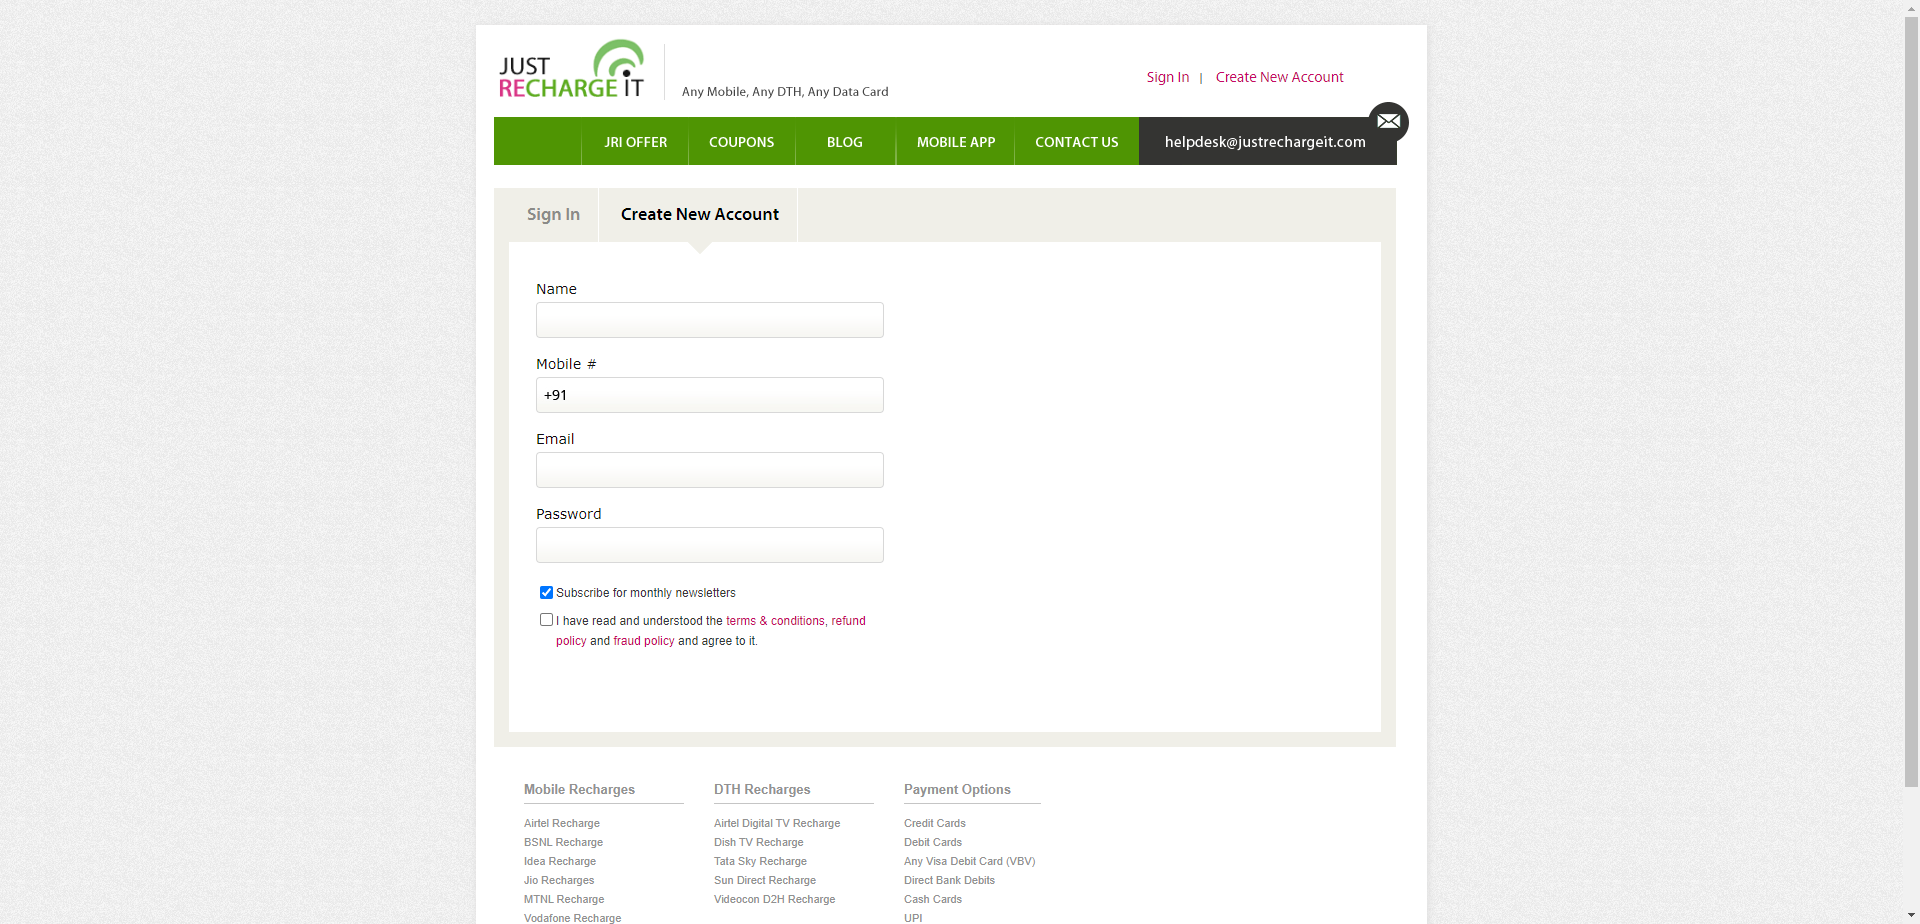 JUST
RECHARGE IT
Any Mobile, Any DTH, Any Data Card
Sign In | Create New Account
JRI OFFER COUPONS BLOG MOBILE APP CONTACT US helpdesk@justrechargeit.com
Sign In Create New Account
Name
Mobile #
+91
Email
Password
Subscribe for monthly newsletters
I have read and understood the terms & conditions, refund
policy and fraud policy and agree to it.
Mobile Recharges
Airtel Recharge
BSNL Recharge
Idea Recharge
Jio Recharges
MTNL Recharge
Vodafone Recharge
DTH Recharges
Airtel Digital TV Recharge
Dish TV Recharge
Tata Sky Recharge
Sun Direct Recharge
Videocon D2H Recharge
Payment Options
Credit Cards
Debit Cards
Any Visa Debit Card (VBV)
Direct Bank Debits
Cash Cards
UPI